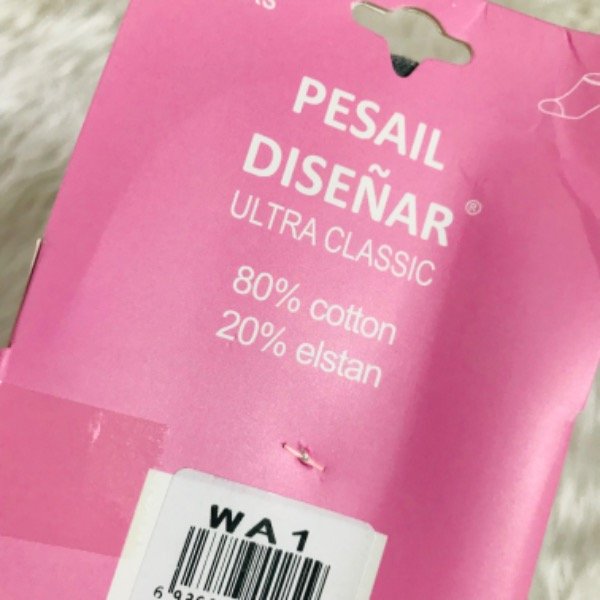 PESAIL
DISEÑAR®
ULTRA CLASSIC
80% cotton
20% elstan
WA1